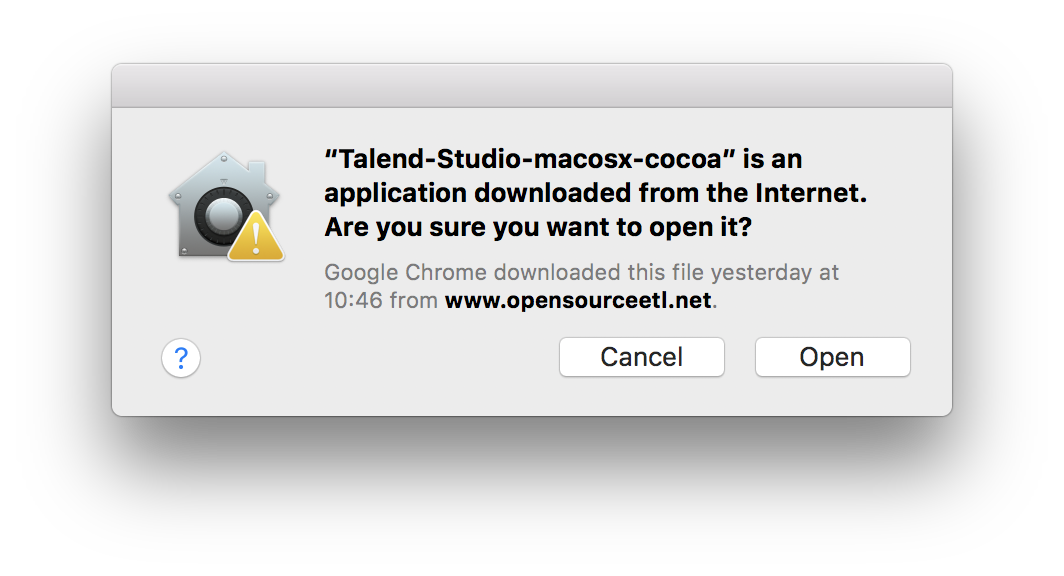 “Talend-Studio-macosx-cocoa” is an
application downloaded from the Internet.
Are you sure you want to open it?
Google Chrome downloaded this file yesterday at
10:46 from www.opensourceetl.net.
?
Cancel
Open